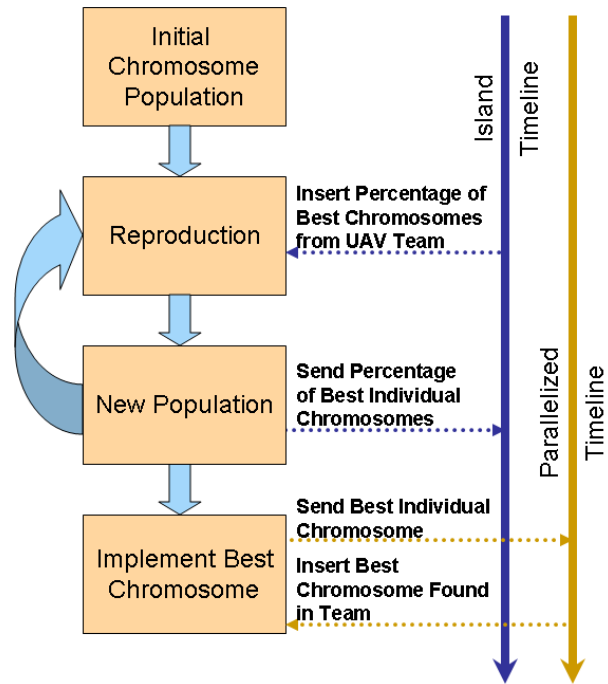 Initial
Chromosome
Population
Island
Timeline
Insert Percentage of
Best Chromosomes
from UAV Team
Reproduction
Send Percentage
of Best Individual
Chromosomes
New Population
Parallelized
Timeline
Send Best Individual
Chromosome
Implement Best
Chromosome
Insert Best
Chromosome Found
in Team